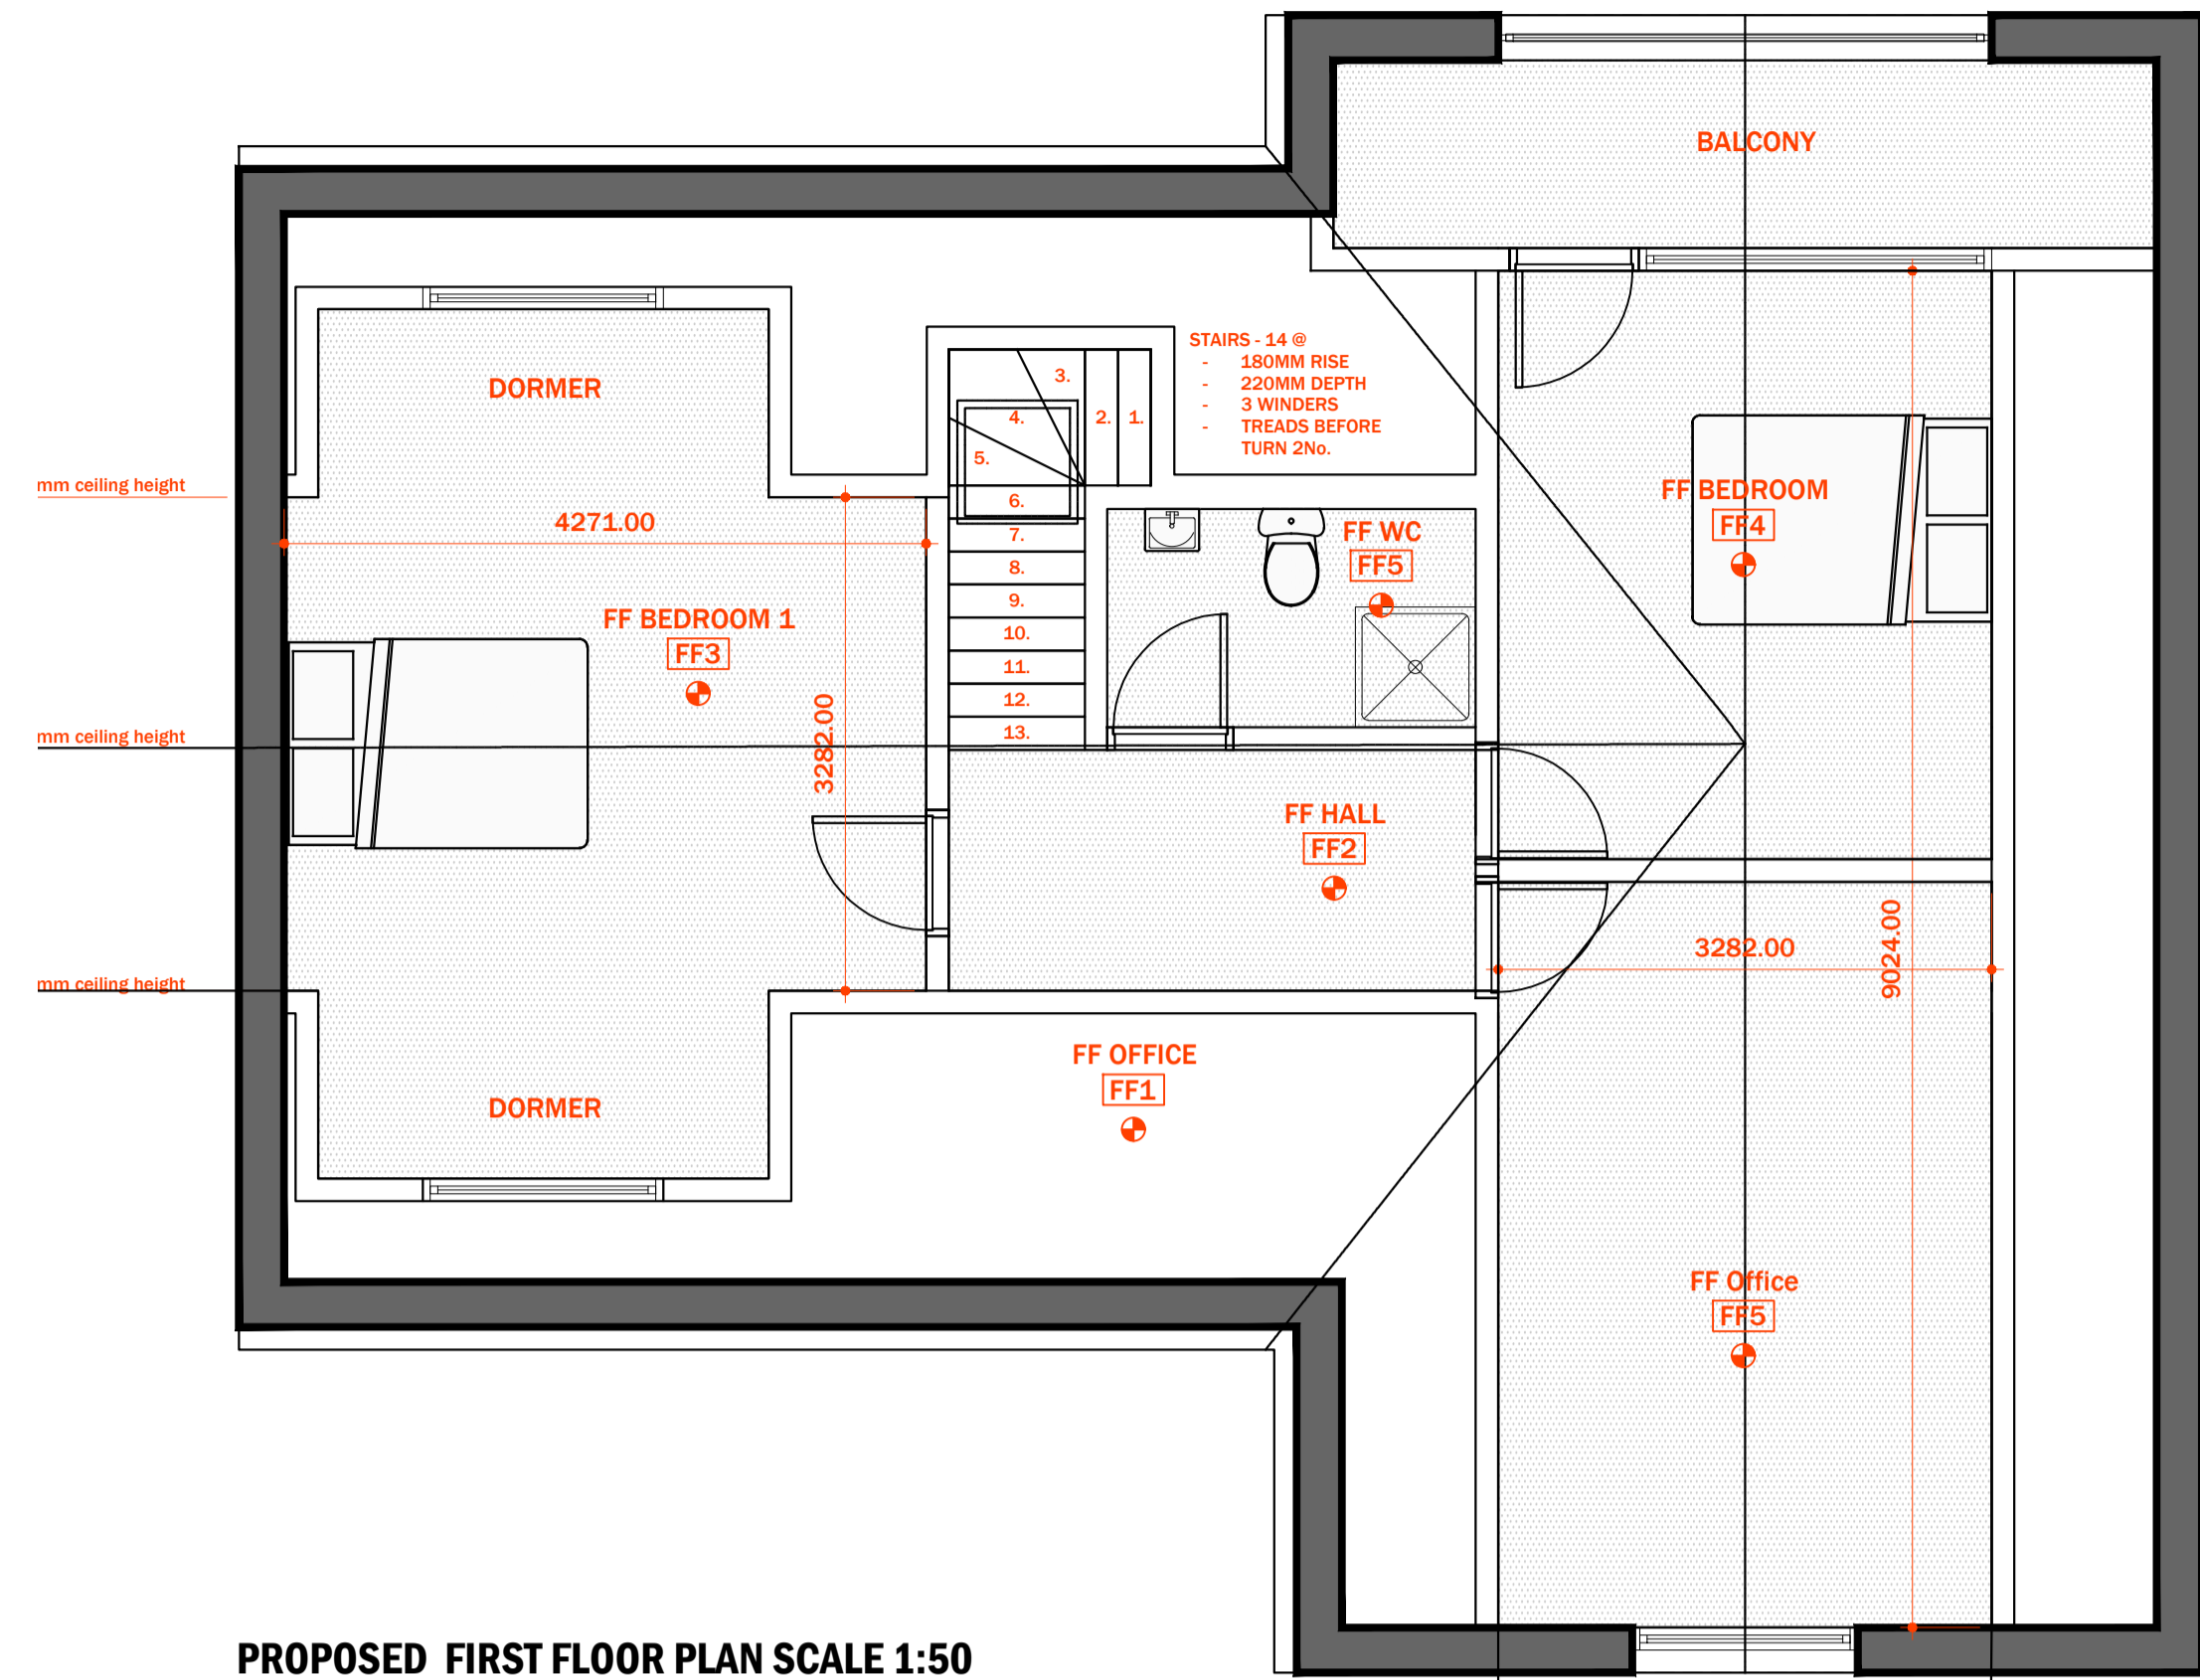 BALCONY
STAIRS - 14 @
- 180MM RISE
- 220MM DEPTH
- 3 WINDERS
- TREADS BEFORE
TURN 2No.
DORMER
3.
4.
2.
1.
5.
6.
7.
8.
9.
10.
11.
12.
13.
mm ceiling height
4271.00
FF WC
FF5
FF BEDROOM
FF4
FF BEDROOM 1
FF3
3282.00
mm ceiling height
FF HALL
FF2
3282.00
9024.00
mm ceiling height
FF OFFICE
FF1
DORMER
FF Office
FF5
PROPOSED FIRST FLOOR PLAN SCALE 1:50